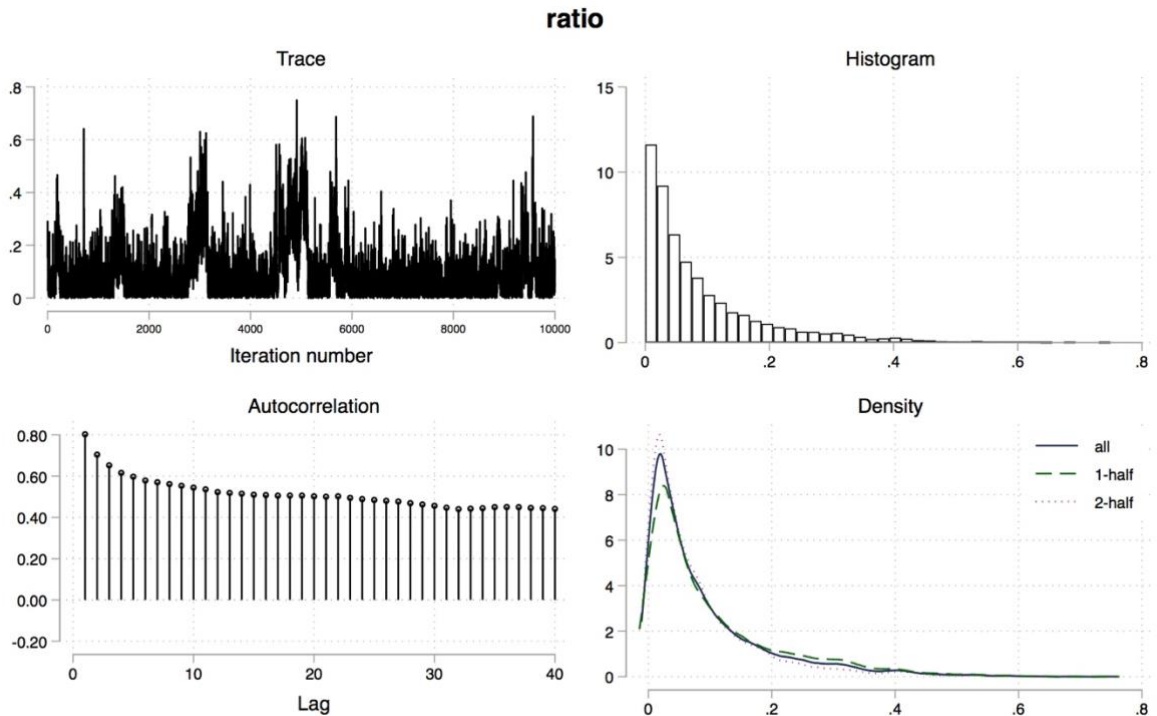 ratio
Trace
.8
.6
.4
.2
0
0 2000 4000 6000 8000 10000
Iteration number
Histogram
15
10
5
0
0 .2 .4 .6 .8
Autocorrelation
0.80
0.60
0.40
0.20
0.00
-0.20
0 10 20 30 40
Lag
Density
10
8
6
4
2
0
0 .2 .4 .6 .8
all
1-half
2-half